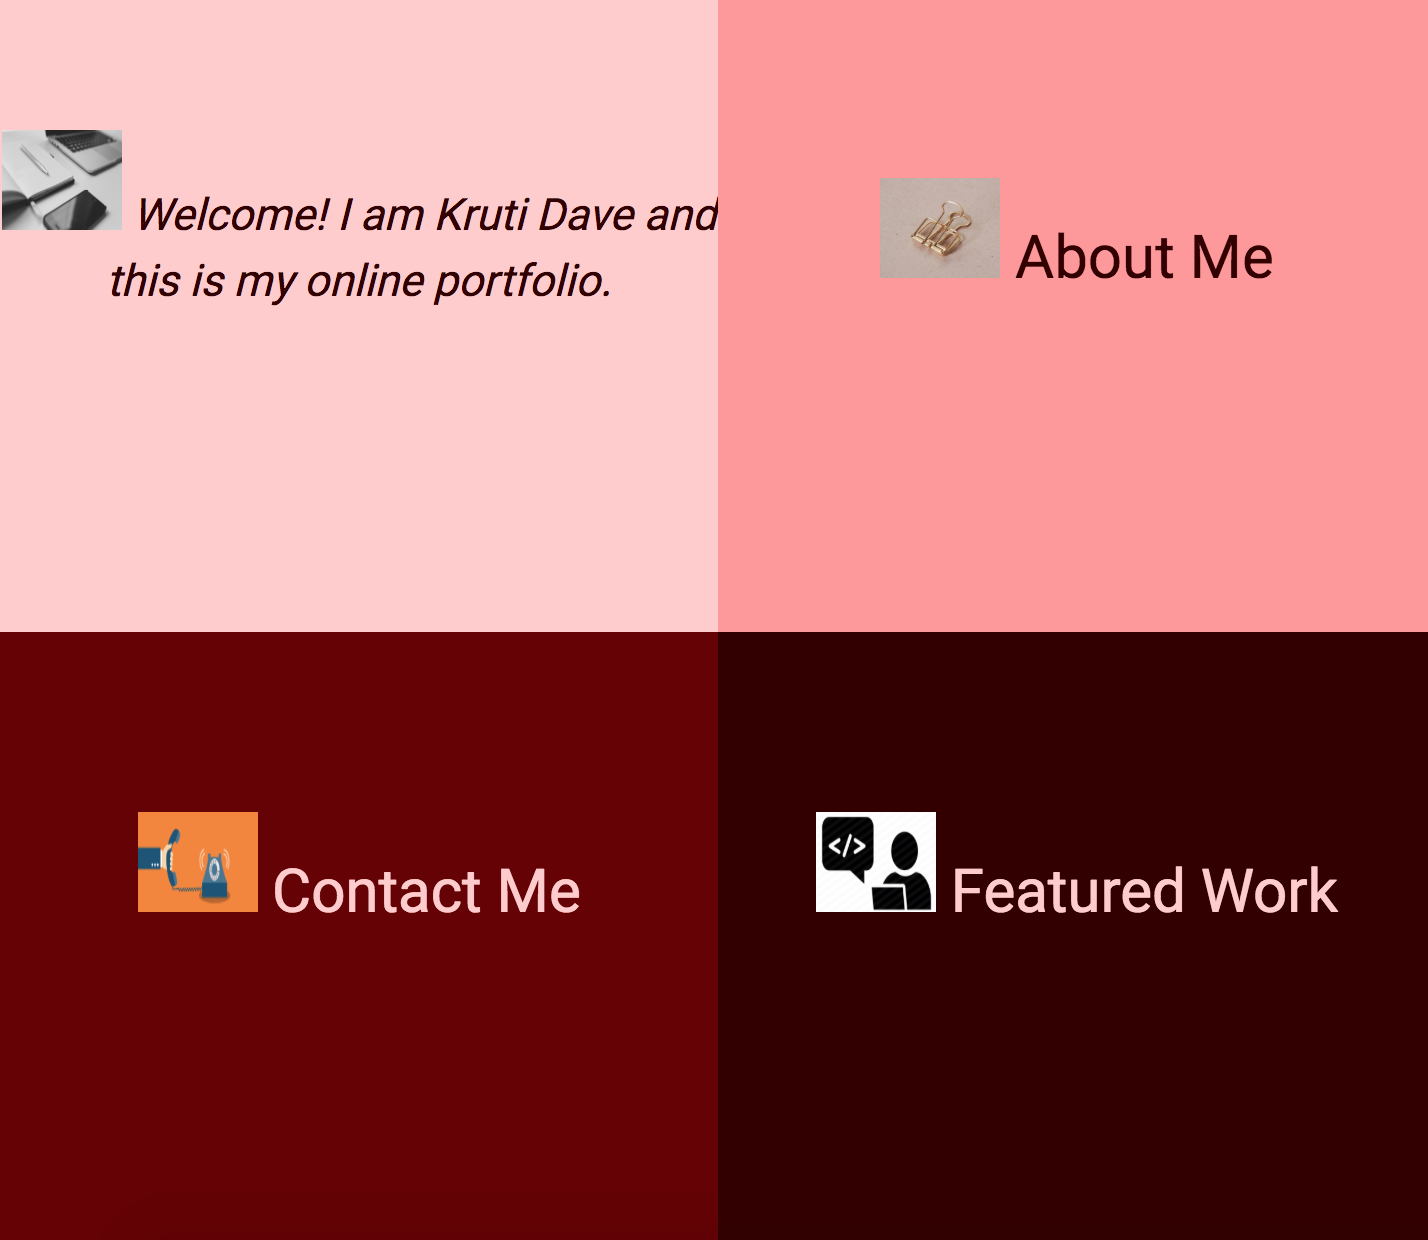 Welcome! I am Kruti Dave and
this is my online portfolio.
About Me
Contact Me
</>
Featured Work